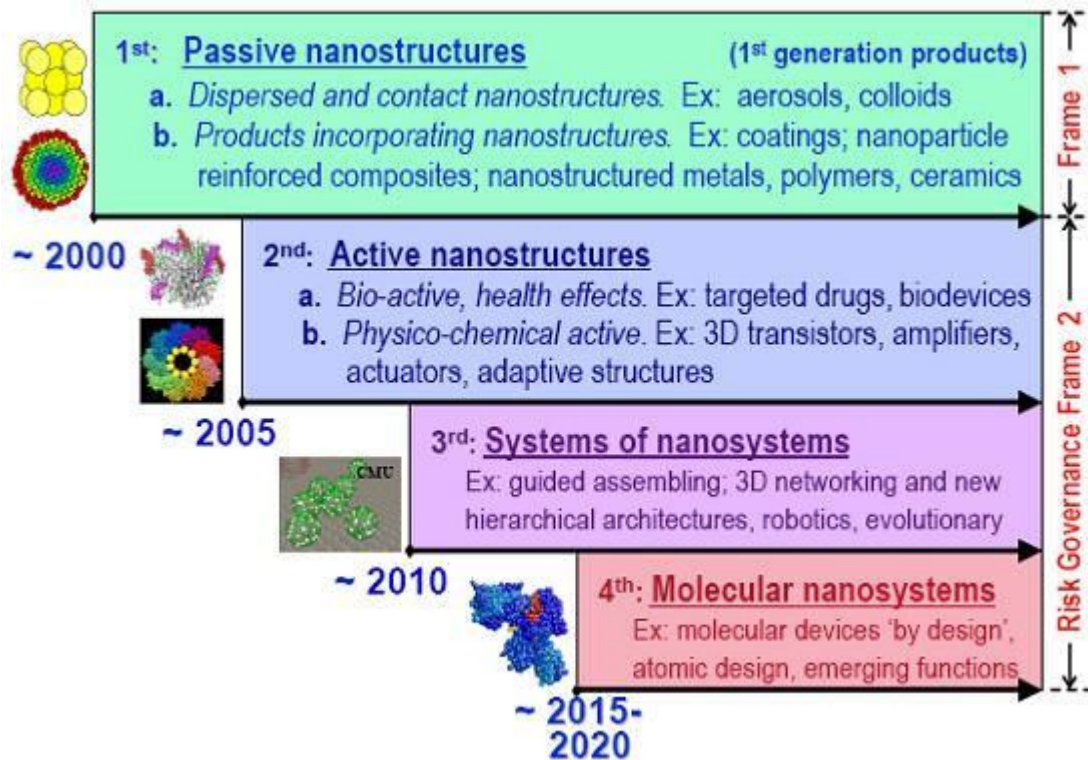 1st: Passive nanostructures (1st generation products)
a. Dispersed and contact nanostructures. Ex: aerosols, colloids
b. Products incorporating nanostructures. Ex: coatings; nanoparticle
reinforced composites; nanostructured metals, polymers, ceramics
~ 2000
2nd: Active nanostructures
a. Bio-active, health effects. Ex: targeted drugs, biodevices
b. Physico-chemical active. Ex: 3D transistors, amplifiers,
actuators, adaptive structures
~ 2005
CMU
3rd: Systems of nanosystems
Ex: guided assembling; 3D networking and new
hierarchical architectures, robotics, evolutionary
~ 2010
4th: Molecular nanosystems
Ex: molecular devices ‘by design’,
atomic design, emerging functions
~ 2015-
2020
Frame 1
Risk Governance Frame 2